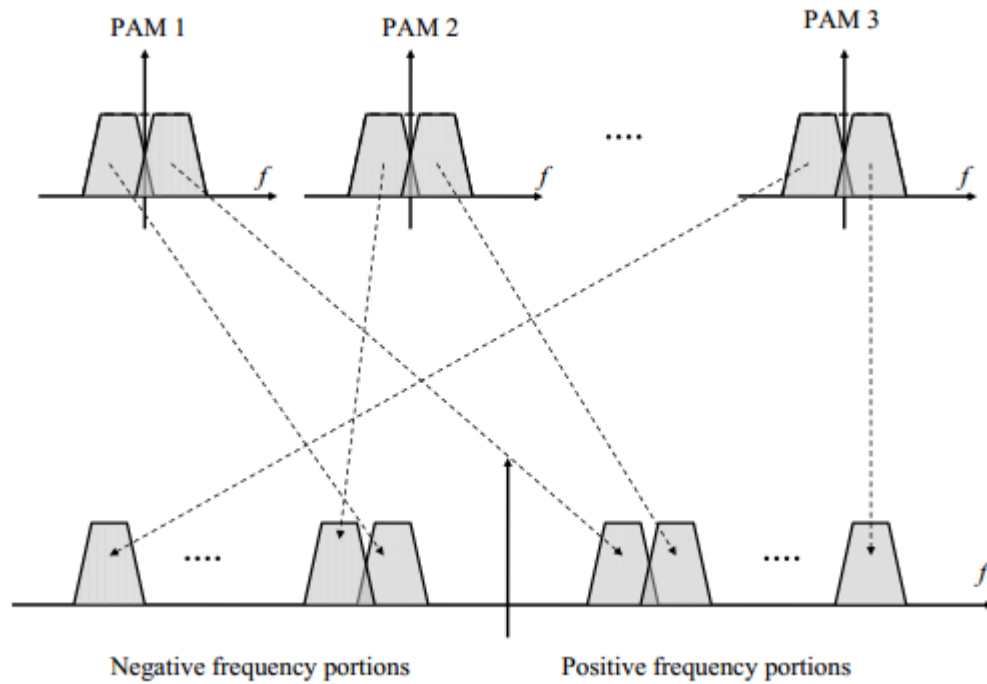 PAM 1
PAM 2
PAM 3
....
f
f
f
....
....
f
Negative frequency portions
Positive frequency portions